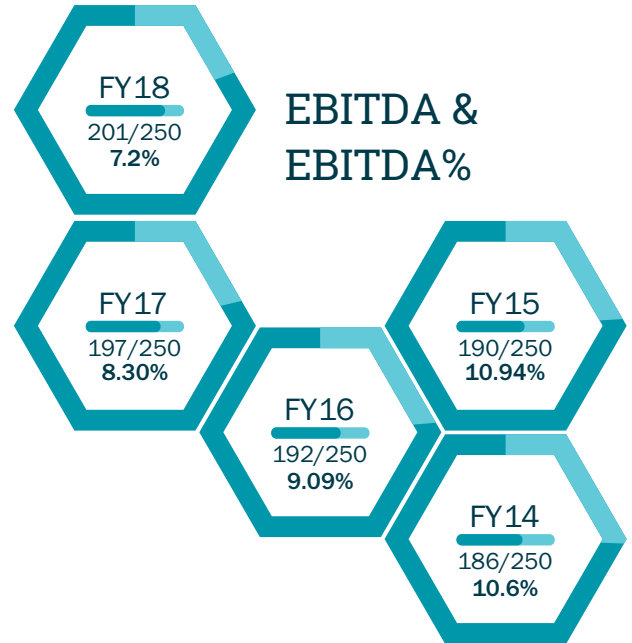 EBITDA &
EBITDA%
FY18
201/250
7.2%
FY17
197/250
8.30%
FY16
192/250
9.09%
FY15
190/250
10.94%
FY14
186/250
10.6%